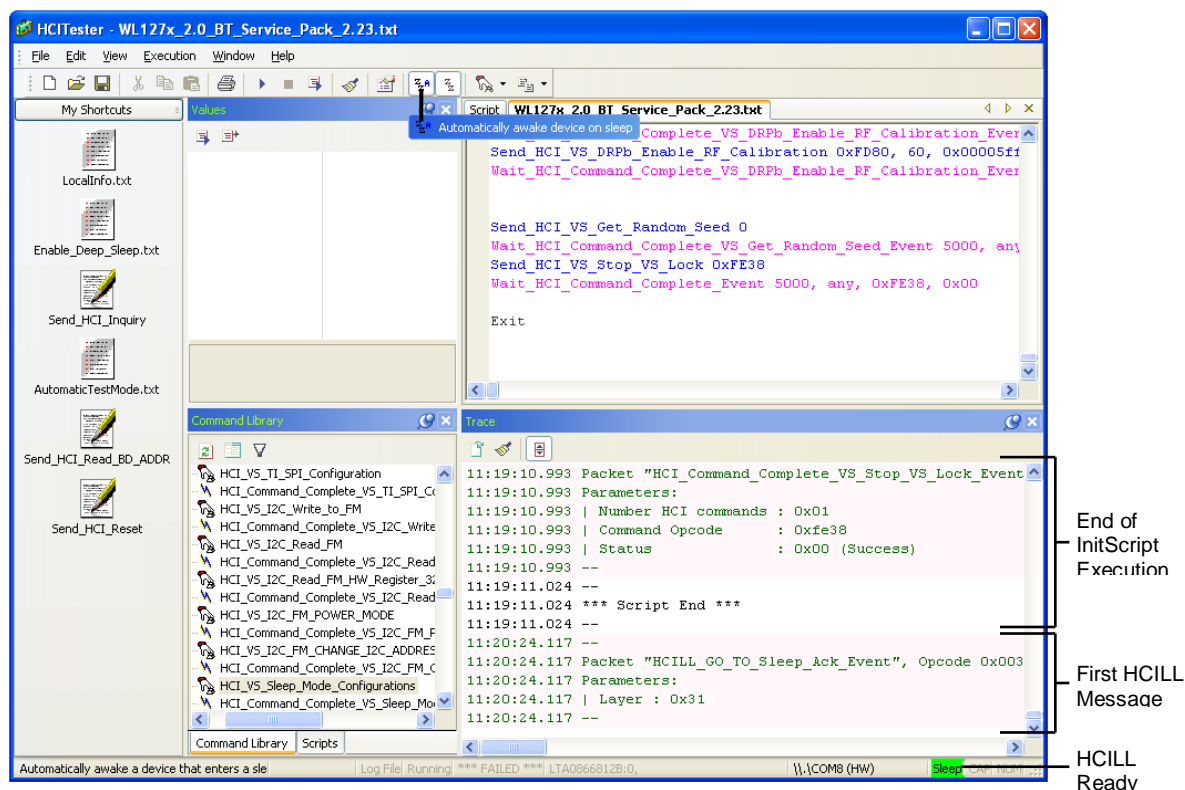 HCITester - WL127x_2.0_BT_Service_Pack_2.23.txt
File Edit View Execution Window Help
My Shortcuts
LocalInfo.txt
Enable_Deep_Sleep.txt
Send_HCI_Inquiry
AutomaticTestMode.txt
Send_HCI_Read_BD_ADDR
Send_HCI_Reset
Values
Automatically awake device on sleep
Script WL127x_2.0_BT_Service_Pack_2.23.txt
Complete_VS_DRPb_Enable_RF_Calibration_Ever
Send_HCI_VS_DRPb_Enable_RF_Calibration 0xFD80, 60, 0x00005ff
Wait_HCI_Command_Complete_VS_DRPb_Enable_RF_Calibration_Ever
Send_HCI_VS_Get_Random_Seed 0
Wait_HCI_Command_Complete_VS_Get_Random_Seed_Event 5000, any
Send_HCI_VS_Stop_VS_Lock 0xFE38
Wait_HCI_Command_Complete_Event 5000, any, 0xFE38, 0x00
Exit
Command Library
HCI_VS_TI_SPI_Configuration
HCI_Command_Complete_VS_TI_SPI_Co
HCI_VS_I2C_Write_to_FM
HCI_Command_Complete_VS_I2C_Write
HCI_VS_I2C_Read_FM
HCI_Command_Complete_VS_I2C_Read
HCI_VS_I2C_Read_FM_HW_Register_32
HCI_Command_Complete_VS_I2C_Read
HCI_VS_I2C_FM_POWER_MODE
HCI_Command_Complete_VS_I2C_FM_P
HCI_VS_I2C_FM_CHANGE_I2C_ADDRES
HCI_Command_Complete_VS_I2C_FM_C
HCI_VS_Sleep_Mode_Configurations
HCI_Command_Complete_VS_Sleep_Mo
Command Library Scripts
Trace
11:19:10.993 Packet "HCI_Command_Complete_VS_Stop_VS_Lock_Event
11:19:10.993 Parameters:
11:19:10.993 | Number HCI commands : 0x01
11:19:10.993 | Command Opcode : 0xfe38
11:19:10.993 | Status : 0x00 (Success)
11:19:10.993 --
11:19:11.024 --
11:19:11.024 *** Script End ***
11:19:11.024 --
11:20:24.117 --
11:20:24.117 Packet "HCILL_GO_TO_Sleep_Ack_Event", Opcode 0x003
11:20:24.117 Parameters:
11:20:24.117 | Layer : 0x31
11:20:24.117 --
End of
InitScript
Execution
First HCILL
Message
HCILL
Ready
Automatically awake a device that enters a sle Log File Running *** FAILED *** LTA0866812B:0, \\.\COM8 (HW) Sleep CAP NUM